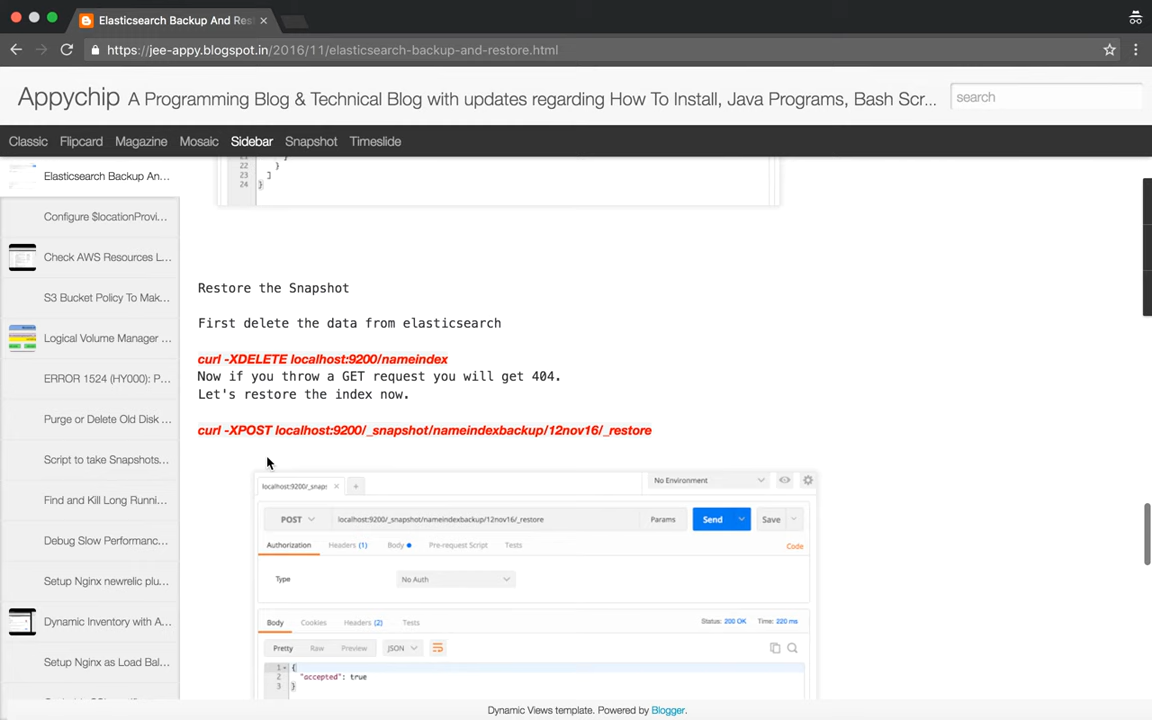 Elasticsearch Backup And Res
https://jee-appy.blogspot.in/2016/11/elasticsearch-backup-and-restore.html
Appychip A Programming Blog & Technical Blog with updates regarding How To Install, Java Programs, Bash Scr...
search
Classic Flipcard Magazine Mosaic Sidebar Snapshot Timeslide
Elasticsearch Backup An...
Configure $locationProvi...
Check AWS Resources L...
S3 Bucket Policy To Mak...
Logical Volume Manager ...
ERROR 1524 (HY000): P...
Purge or Delete Old Disk ...
Script to take Snapshots...
Find and Kill Long Runni...
Debug Slow Performanc...
Setup Nginx newrelic plu...
Dynamic Inventory with A...
Setup Nginx as Load Bal...
22 }
23 ]
24 }
Restore the Snapshot
First delete the data from elasticsearch
curl -XDELETE localhost:9200/nameindex
Now if you throw a GET request you will get 404.
Let's restore the index now.
curl -XPOST localhost:9200/_snapshot/nameindexbackup/12nov16/_restore
localhost:9200/_snaps
No Environment
POST localhost:9200/_snapshot/nameindexbackup/12nov16/_restore Params Send Save
Authorization Headers (1) Body Pre-request Script Tests Code
Type No Auth
Body Cookies Headers (2) Tests Status: 200 OK Time: 220 ms
Pretty Raw Preview JSON
1 {
2 "accepted": true
3 }
Dynamic Views template. Powered by Blogger.